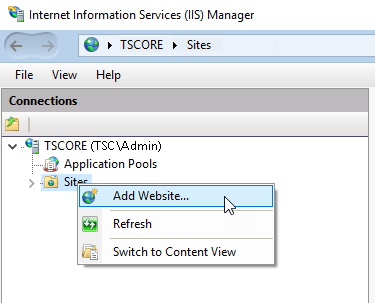 Internet Information Services (IIS) Manager
TSCORE Sites
File View Help
Connections
TSCORE (TSC\Admin)
Application Pools
Sites
Add Website...
Refresh
Switch to Content View